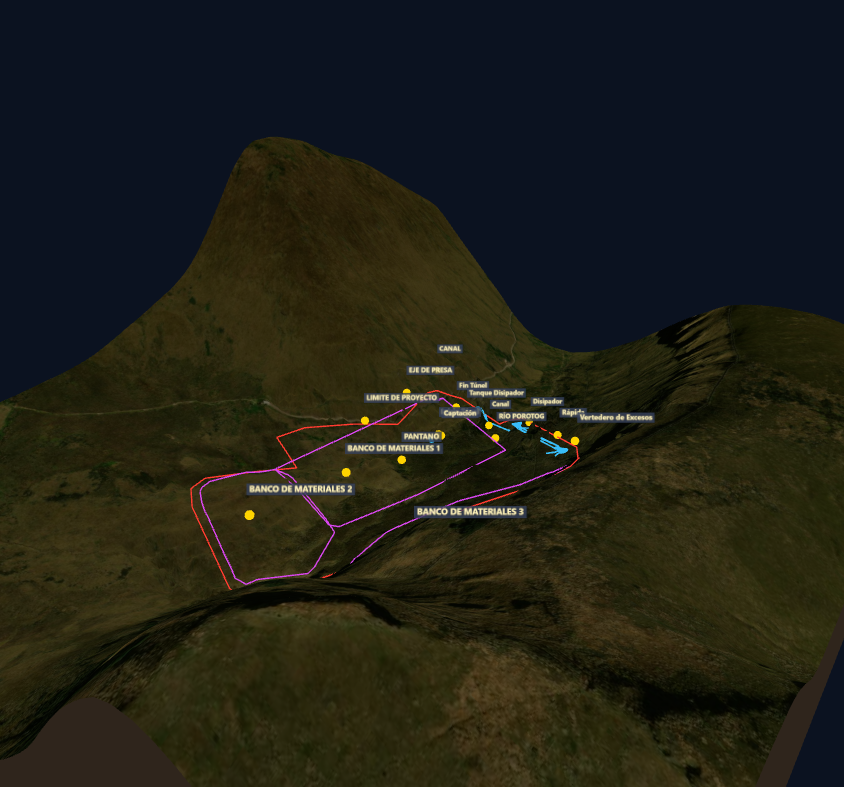 CANAL
EJE DE PRESA
Fin Túnel
Tanque Disipador
LIMITE DE PROYECTO
Canal
Disipador
Captación
RÍO POROTOG
Vertedero de Excesos
PANTANO
BANCO DE MATERIALES 1
BANCO DE MATERIALES 2
BANCO DE MATERIALES 3